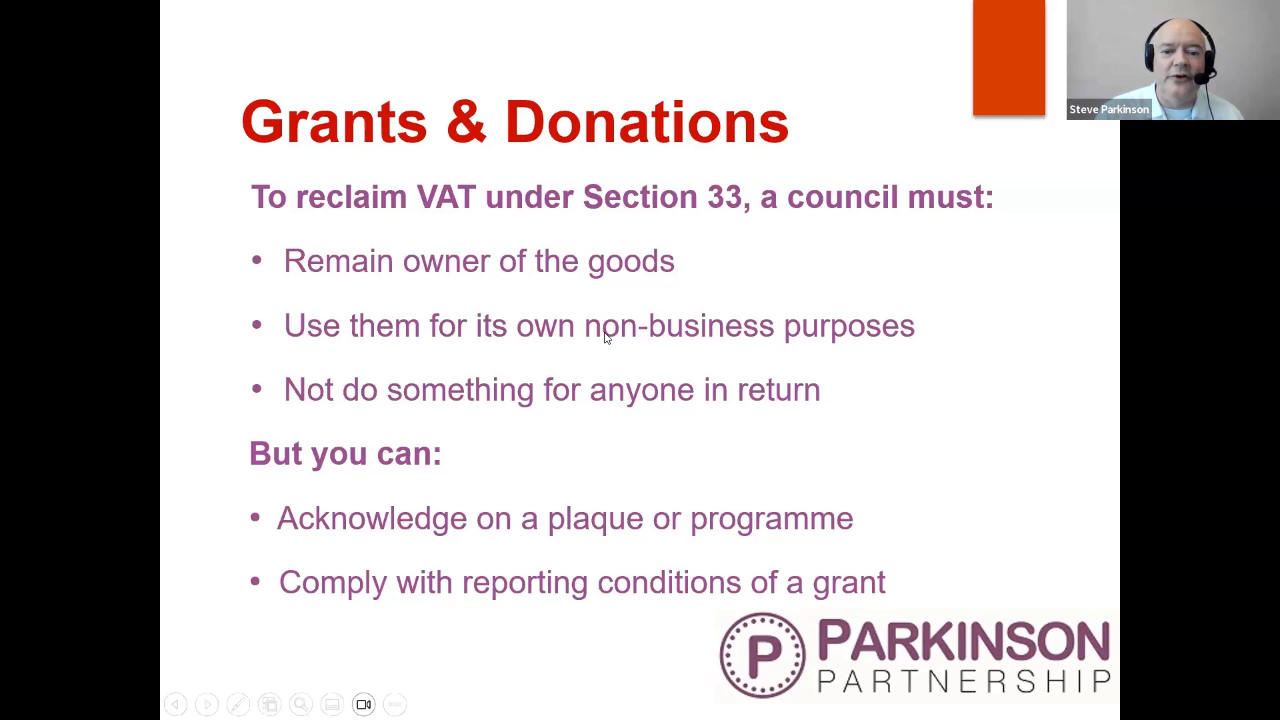 Steve Parkinson
Grants & Donations
To reclaim VAT under Section 33, a council must:
• Remain owner of the goods
• Use them for its own non-business purposes
• Not do something for anyone in return
But you can:
• Acknowledge on a plaque or programme
• Comply with reporting conditions of a grant
P
PARKINSON
PARTNERSHIP